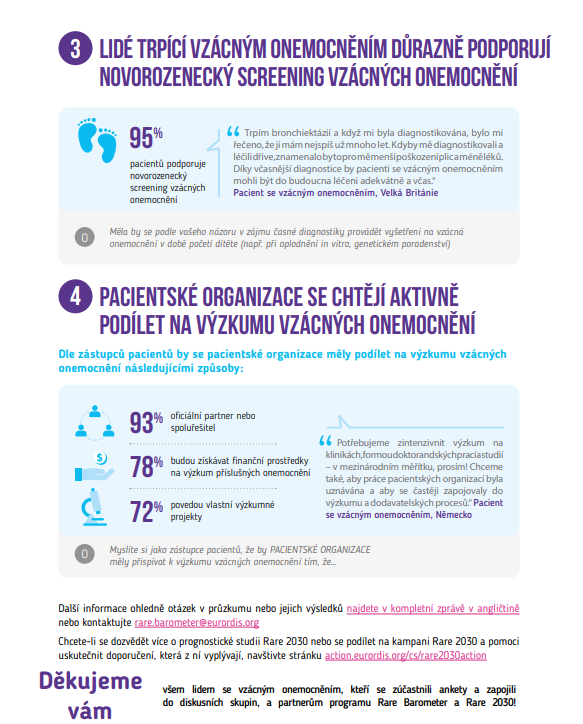 3 LIDÉ TRPÍCÍ VZÁCNÝM ONEMOCNĚNÍM DŮRAZNĚ PODPORUJÍ
NOVOROZENECKÝ SCREENING VZÁCNÝCH ONEMOCNĚNÍ
95%
pacientů podporuje
novorozenecký
screening vzácných
onemocnění
“ Trpím bronchiektázií a když mi byla diagnostikována, bylo mi
řečeno, že ji mám nejspíš už mnoho let. Kdyby mě diagnostikovali a
léčili dříve, znamenalo by to pro mě menší poškození plic a méně léků.
Díky včasnější diagnostice by pacienti se vzácným onemocněním
mohli být do budoucna léčeni adekvátně a včas.“
Pacient se vzácným onemocněním, Velká Británie
0 Měla by se podle vašeho názoru v zájmu časné diagnostiky provádět vyšetření na vzácná
onemocnění v době početí dítěte (např. při oplodnění in vitro, genetickém poradenství)
4 PACIENTSKÉ ORGANIZACE SE CHTĚJÍ AKTIVNĚ
PODÍLET NA VÝZKUMU VZÁCNÝCH ONEMOCNĚNÍ
Dle zástupců pacientů by se pacientské organizace měly podílet na výzkumu vzácných
onemocnění následujícími způsoby:
93% oficiální partner nebo
spoluřešitel
$
78% budou získávat finanční prostředky
na výzkum příslušných onemocnění
72% povedou vlastní výzkumné
projekty
“ Potřebujeme zintenzivnit výzkum na
klinikách, formou doktorandských prací a studií
– v mezinárodním měřítku, prosím! Chceme
také, aby práce pacientských organizací byla
uznávána a aby se častěji zapojovaly do
výzkumu a dodavatelských procesů.“ Pacient
se vzácným onemocněním, Německo
0 Myslíte si jako zástupce pacientů, že by PACIENTSKÉ ORGANIZACE
měly přispívat k výzkumu vzácných onemocnění tím, že...
Další informace ohledně otázek v průzkumu nebo jejich výsledků najdete v kompletní zprávě v angličtině
nebo kontaktujte rare.barometer@eurordis.org
Chcete-li se dozvědět více o prognostické studii Rare 2030 nebo se podílet na kampani Rare 2030 a pomoci
uskutečnit doporučení, která z ní vyplývají, navštivte stránku action.eurordis.org/cs/rare2030action
Děkujeme
vám
všem lidem se vzácným onemocněním, kteří se zúčastnili ankety a zapojili
do diskusních skupin, a partnerům programu Rare Barometer a Rare 2030!